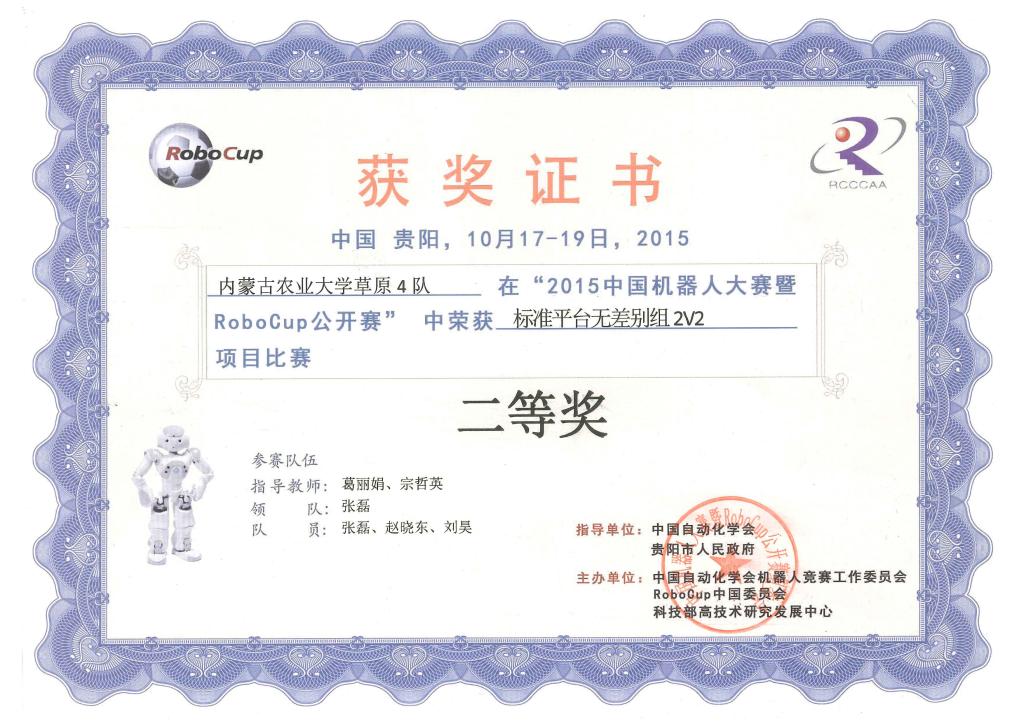 RoboCup
RCCCAA
获奖证书
中国 贵阳，10月17-19日，2015
内蒙古农业大学草原4队 在“2015中国机器人大赛暨
RoboCup公开赛” 中荣获 标准平台无差别组2V2
项目比赛
二等奖
参赛队伍
指导教师： 葛丽娟、宗哲英
领 队： 张磊
队 员： 张磊、赵晓东、刘昊
指导单位：中国自动化学会
贵阳市人民政府
主办单位：中国自动化学会机器人竞赛工作委员会
RoboCup中国委员会
科技部高技术研究发展中心